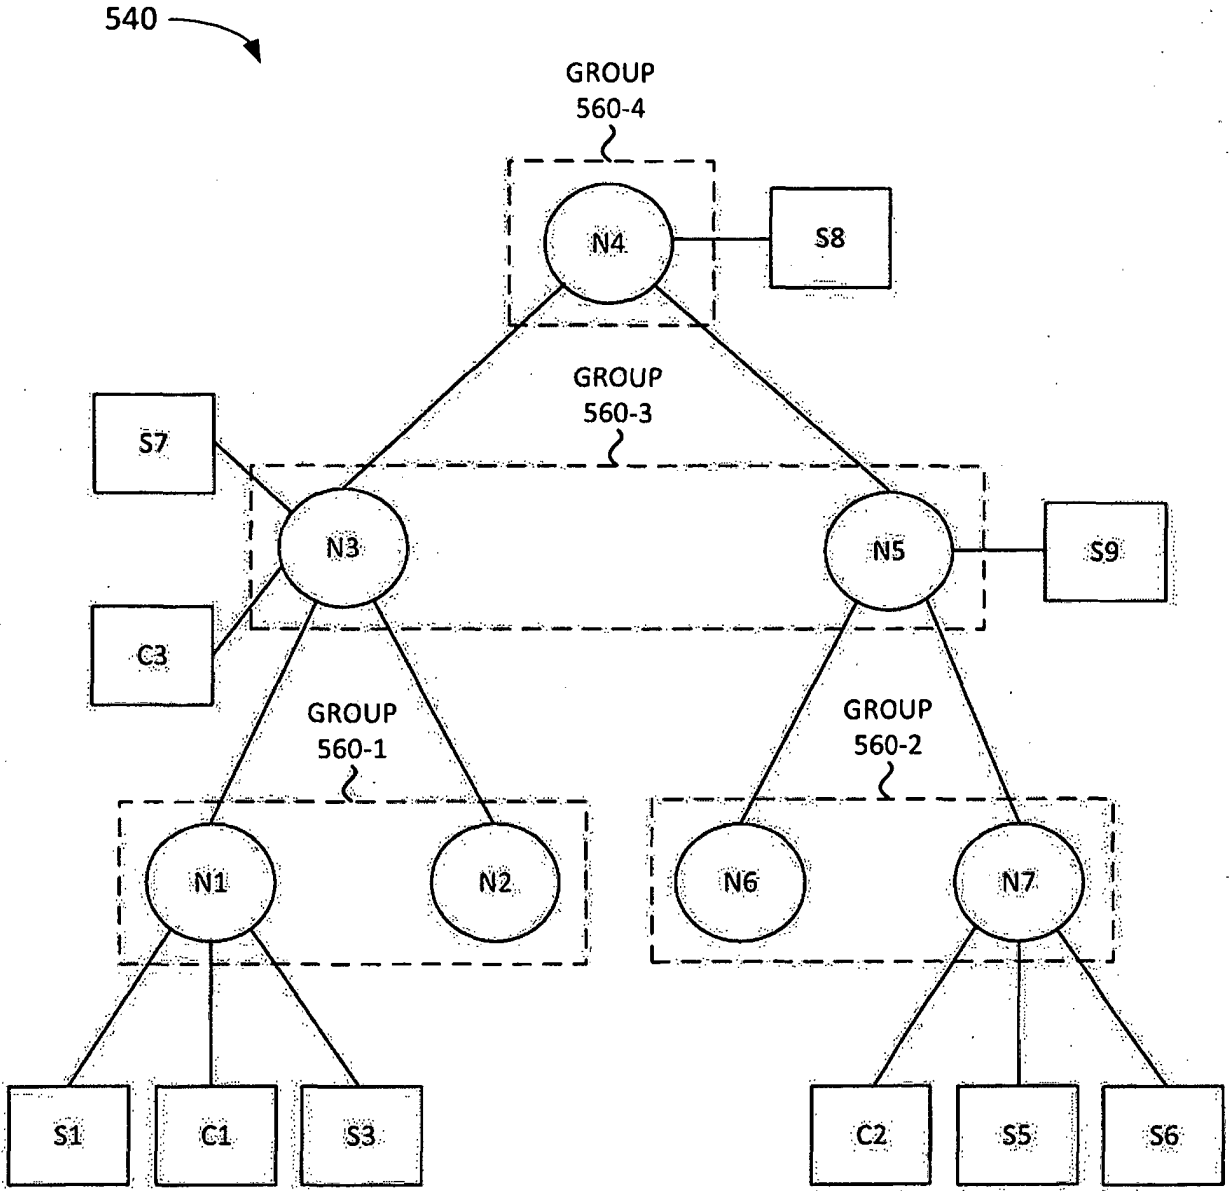 540
GROUP
560-4
N4
S8
GROUP
560-3
S7
N3
N5
S9
C3
GROUP
560-1
GROUP
560-2
N1
N2
N6
N7
S1
C1
S3
C2
S5
S6